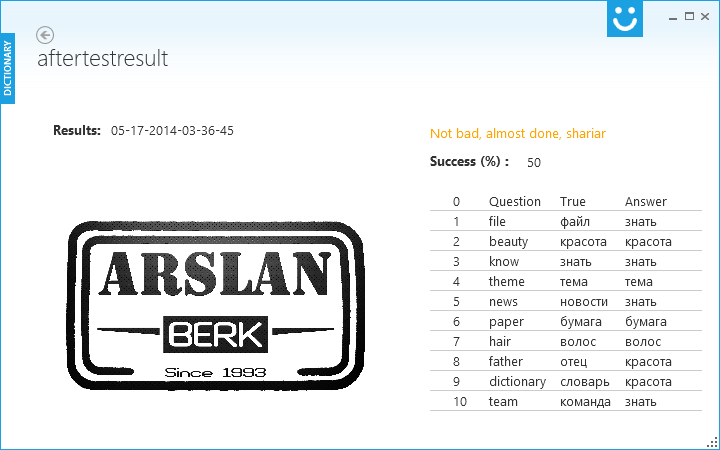 DICTIONARY
aftertestresult
Results: 05-17-2014-03-36-45
Not bad, almost done, shariar
Success (%) : 50
ARSLAN
BERK
Since 1993
0 Question True Answer
1 file файл знать
2 beauty красота красота
3 know знать знать
4 theme тема тема
5 news новости знать
6 paper бумага бумага
7 hair волос волос
8 father отец красота
9 dictionary словарь красота
10 team команда знать